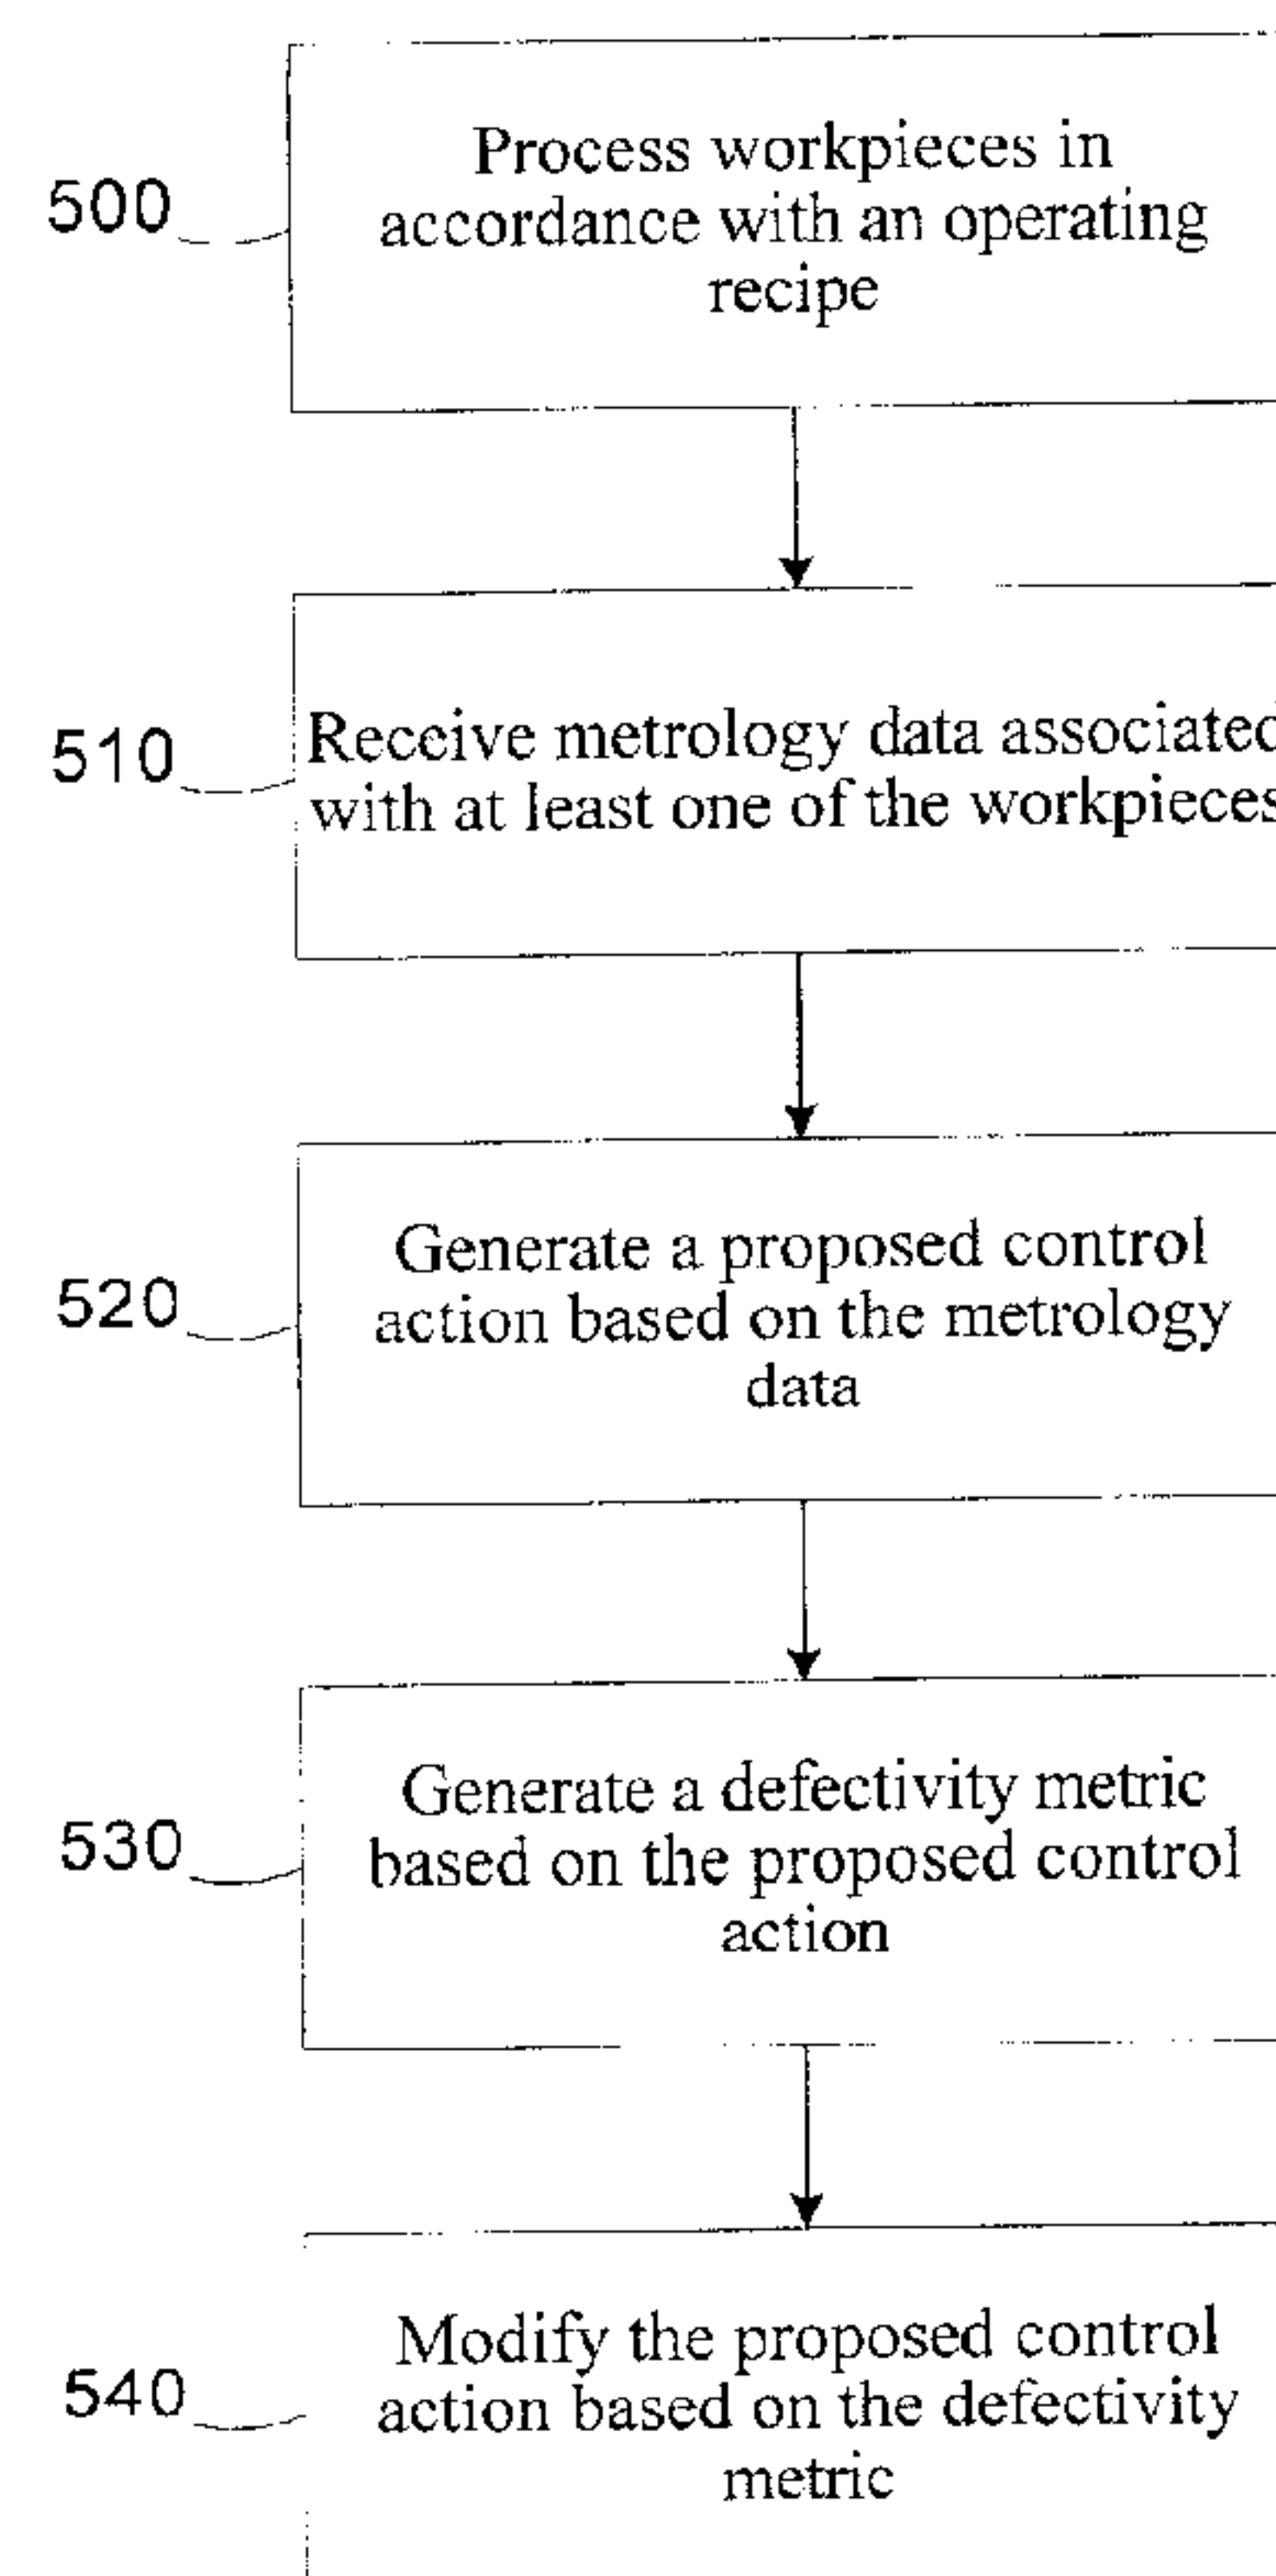 500
Process workpieces in
accordance with an operating
recipe
510
Receive metrology data associated
with at least one of the workpieces
520
Generate a proposed control
action based on the metrology
data
530
Generate a defectivity metric
based on the proposed control
action
540
Modify the proposed control
action based on the defectivity
metric